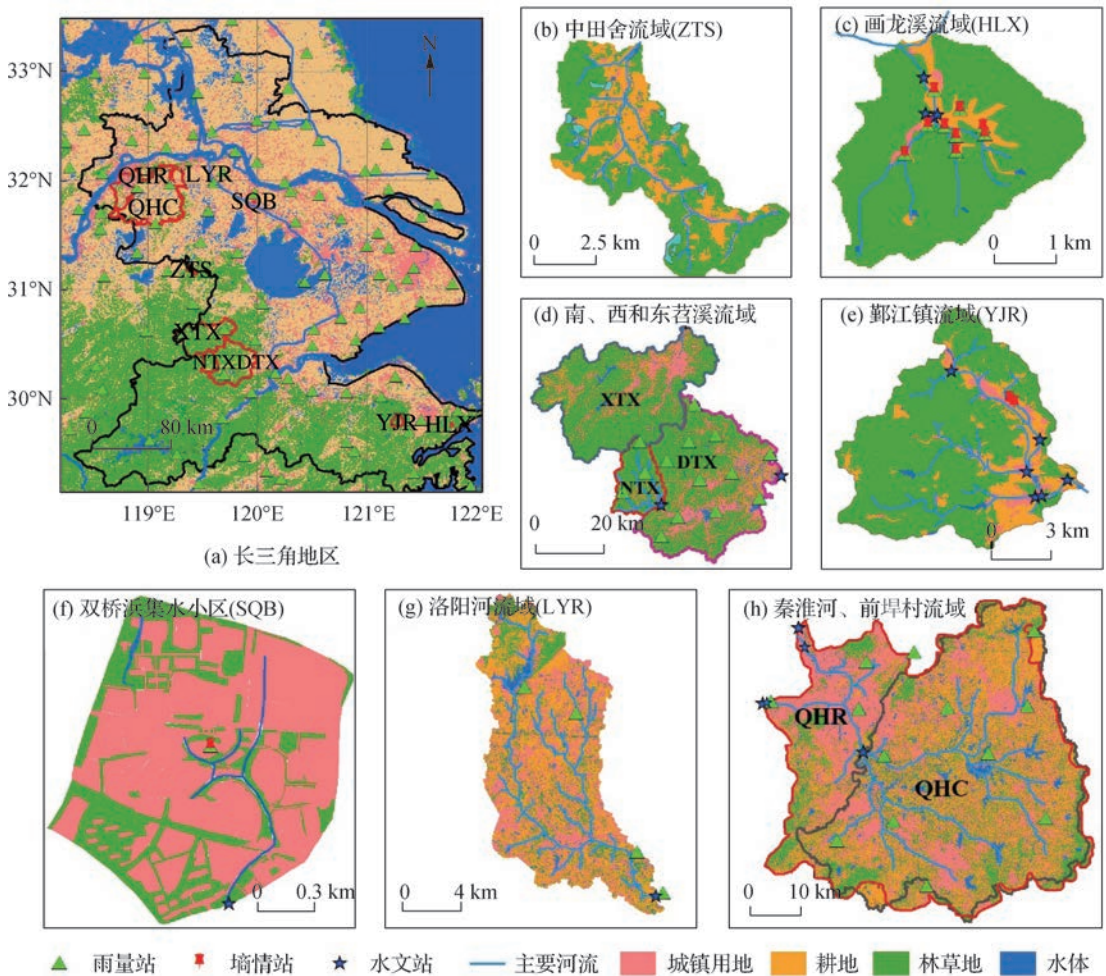 33°N
32°N
31°N
30°N
119°E 120°E 121°E 122°E
N
QHR
LYR
QHC
SQB
ZTS
XTX
NTXDTX
YJR HLX
0 80 km
(a) 长三角地区
(b) 中田舍流域(ZTS)
0 2.5 km
(c) 画龙溪流域(HLX)
0 1 km
(d) 南、西和东苕溪流域
XTX
DTX
NTX
0 20 km
(e) 鄞江镇流域(YJR)
0 3 km
(f) 双桥浜集水小区(SQB)
0 0.3 km
(g) 洛阳河流域(LYR)
0 4 km
(h) 秦淮河、前垾村流域
QHR
QHC
0 10 km
雨量站 墒情站 水文站 主要河流 城镇用地 耕地 林草地 水体